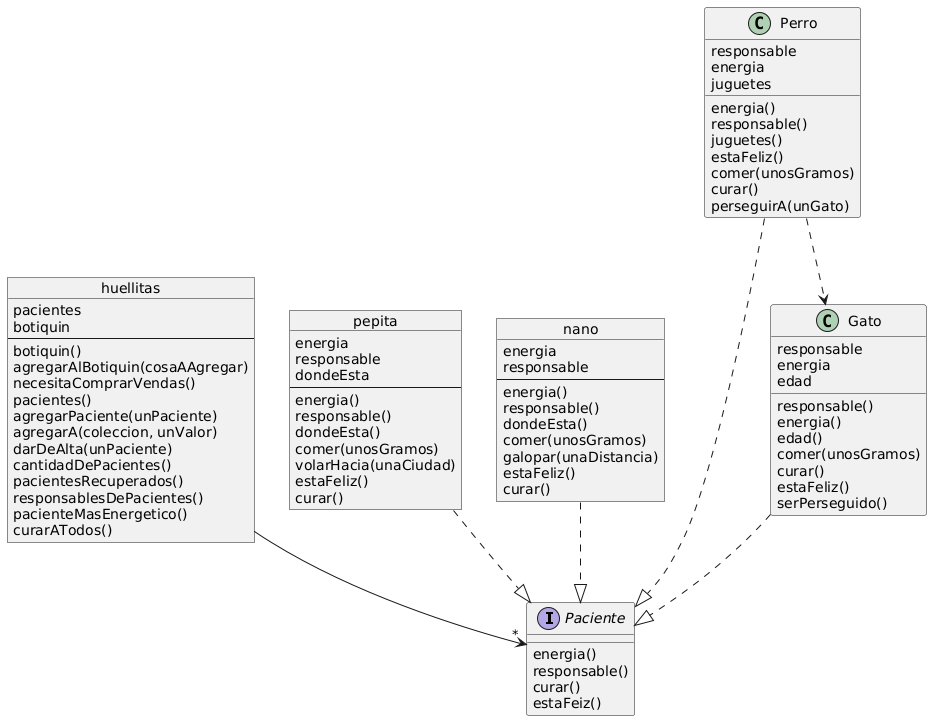 C Perro
responsable
energia
juguetes
energia()
responsable()
juguetes()
estaFeliz()
comer(unosGramos)
curar()
perseguirA(unGato)
huellitas
pacientes
botiquin
botiquin()
agregarAlBotiquin(cosaAAgregar)
necesitaComprarVendas()
pacientes()
agregarPaciente(unPaciente)
agregarA(coleccion, unValor)
darDeAlta(unPaciente)
cantidadDePacientes()
pacientesRecuperados()
responsablesDePacientes()
pacienteMasEnergetico()
curarATodos()
pepita
energia
responsable
dondeEsta
energia()
responsable()
dondeEsta()
comer(unosGramos)
volarHacia(unaCiudad)
estaFeliz()
curar()
nano
energia
responsable
energia()
responsable()
dondeEsta()
comer(unosGramos)
galopar(unaDistancia)
estaFeliz()
curar()
C Gato
responsable
energia
edad
responsable()
energia()
edad()
comer(unosGramos)
curar()
estaFeliz()
serPerseguido()
*
I Paciente
energia()
responsable()
curar()
estaFeiz()